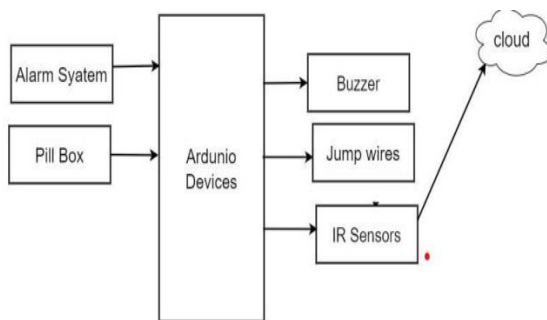 cloud
Alarm Syatem
Buzzer
Pill Box
Ardunio
Devices
Jump wires
IR Sensors